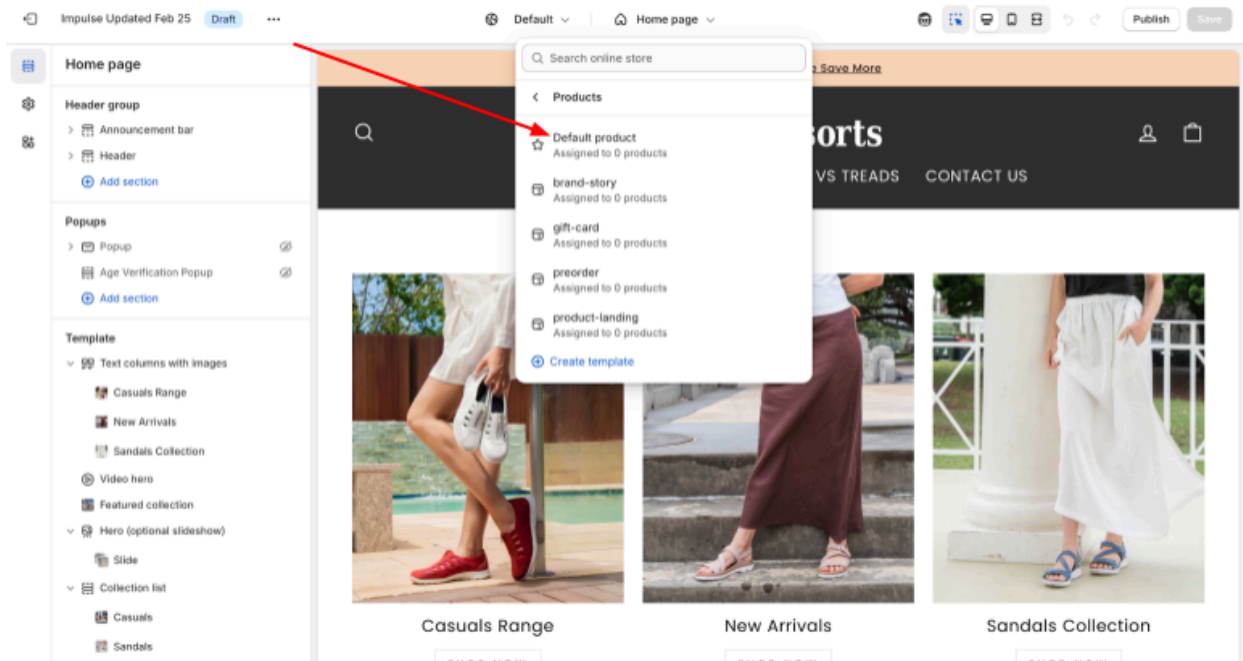 Impulse Updated Feb 25 Draft ... Default Home page Publish Save
Home page
Header group
Announcement bar
Header
Add section
Popups
Popup
Age Verification Popup
Add section
Template
Text columns with images
Casuals Range
New Arrivals
Sandals Collection
Video hero
Featured collection
Hero (optional slideshow)
Slide
Collection list
Casuals
Sandals
Search online store
Products
Default product
Assigned to 0 products
brand-story
Assigned to 0 products
gift-card
Assigned to 0 products
preorder
Assigned to 0 products
product-landing
Assigned to 0 products
Create template
Save More
orts
VS TREADS CONTACT US
Casuals Range New Arrivals Sandals Collection